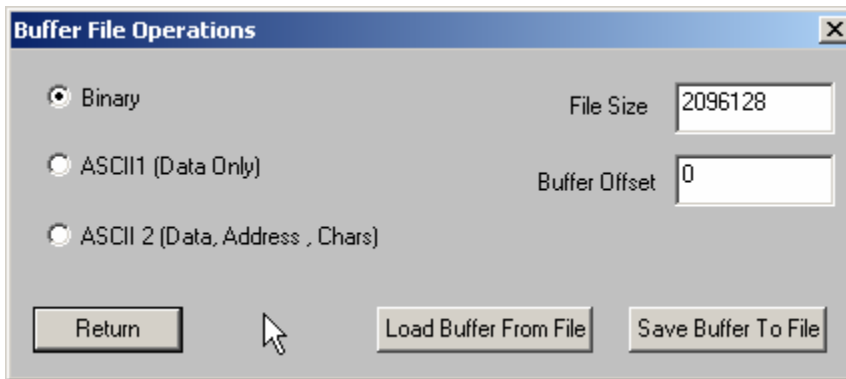 Buffer File Operations
Binary
File Size 2096128
ASCII1 (Data Only)
Buffer Offset 0
ASCII 2 (Data, Address , Chars)
Return Load Buffer From File Save Buffer To File